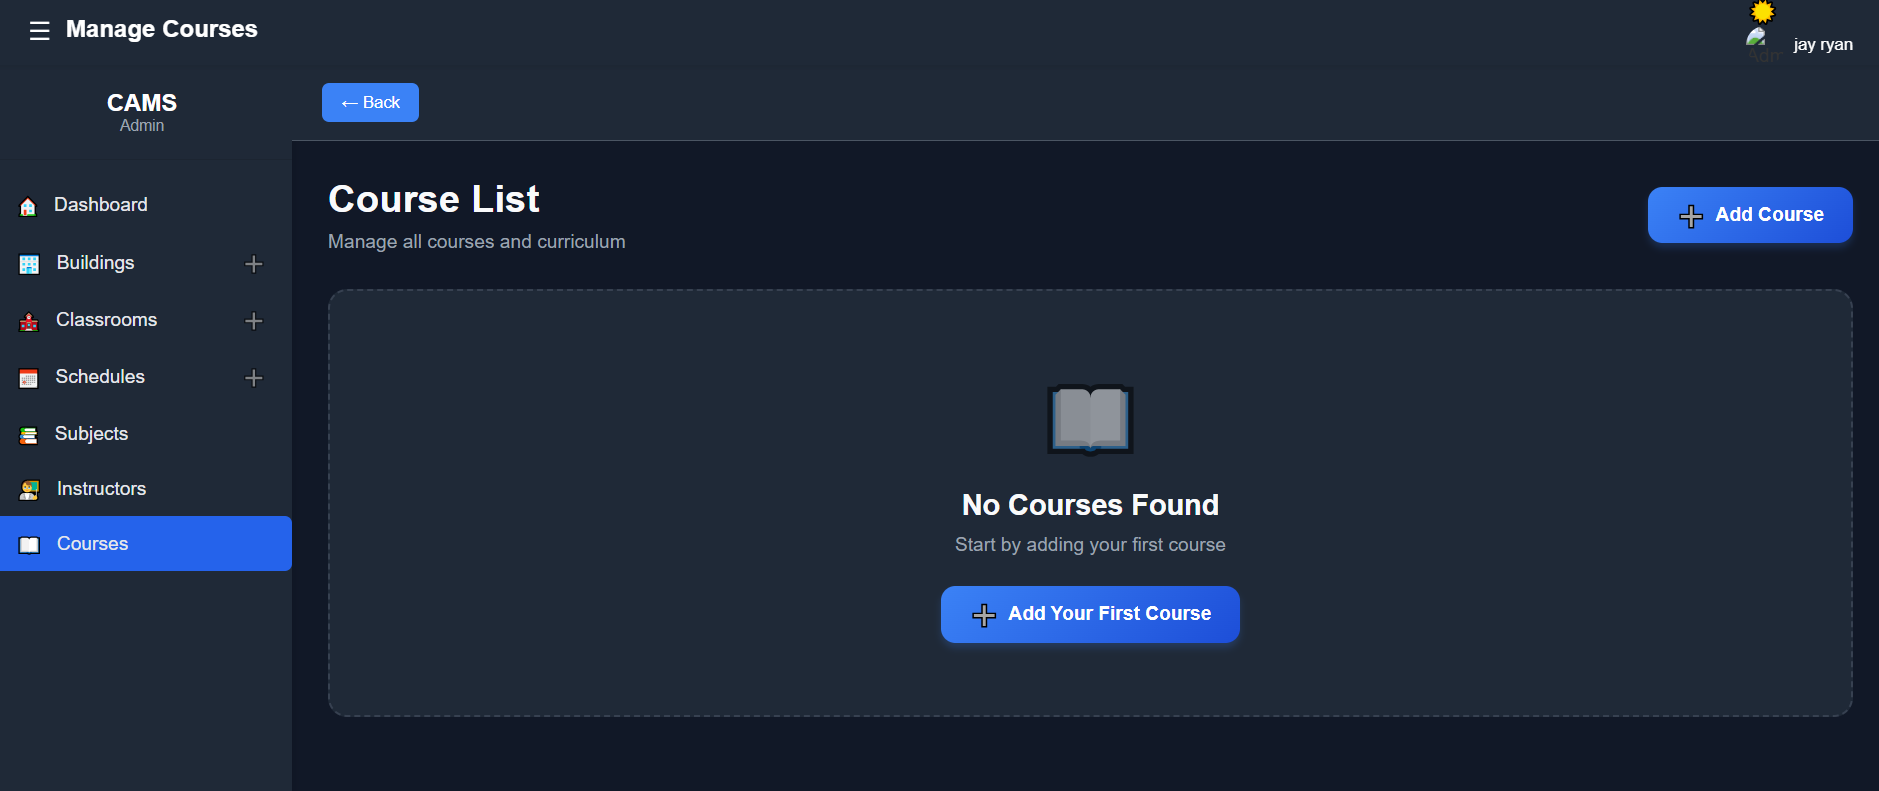 ☰ Manage Courses
Adm
jay ryan
CAMS
Admin
← Back
Dashboard
Buildings
Classrooms
Schedules
Subjects
Instructors
Courses
Course List
Manage all courses and curriculum
Add Course
No Courses Found
Start by adding your first course
Add Your First Course